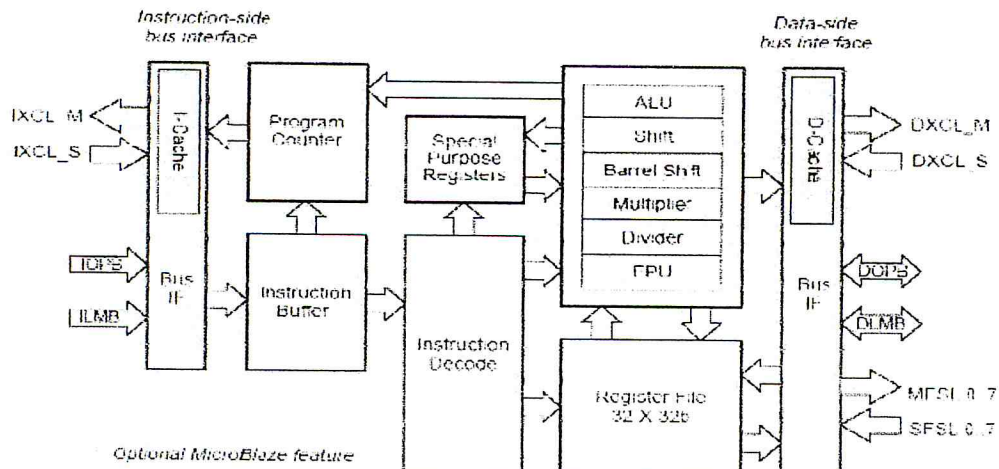 Instruction-side
bus interface
Data-side
bus interface
IXCL_M
IXCL_S
I-Cache
Program
Counter
Special
Purpose
Registers
ALU
Shift
Barrel Shift
Multiplier
Divider
FPU
D-Cache
DXCL_M
DXCL_S
IOPB
ILMB
Bus
IF
Instruction
Buffer
Instruction
Decode
Register File
32 X 32b
Bus
IF
DOPB
DLMB
MFSL 0..7
SFSL 0..7
Optional MicroBlaze feature